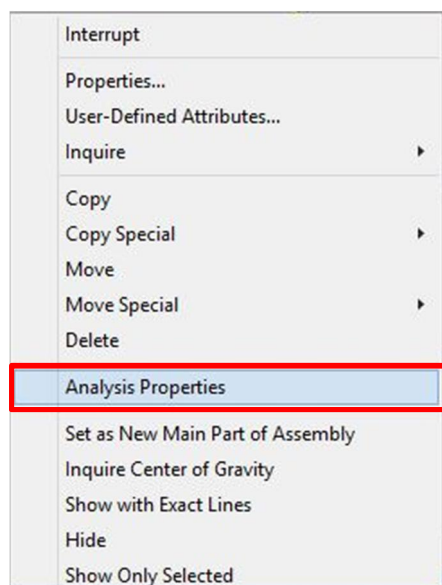 Interrupt
Properties...
User-Defined Attributes...
Inquire
Copy
Copy Special
Move
Move Special
Delete
Analysis Properties
Set as New Main Part of Assembly
Inquire Center of Gravity
Show with Exact Lines
Hide
Show Only Selected